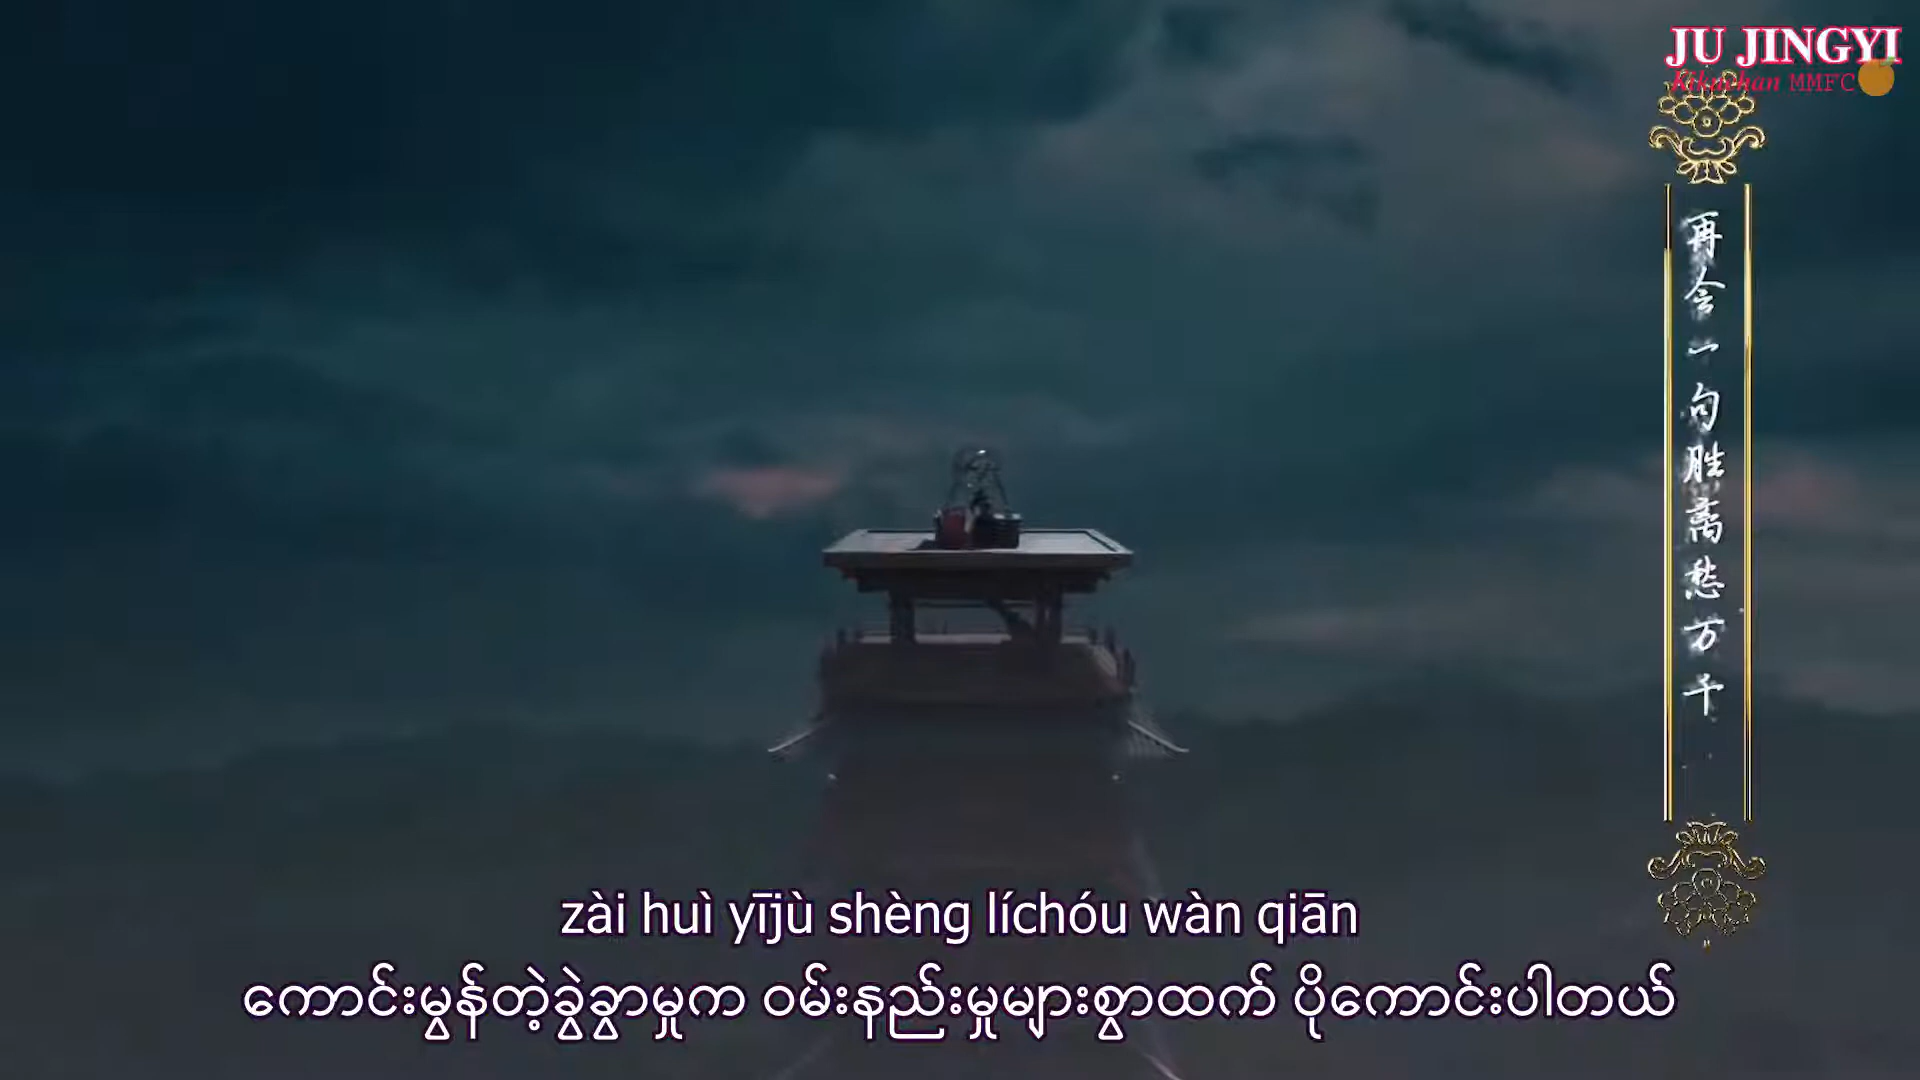 JU JINGYI
Kikuchan MMFC
再会一句胜离愁万千
zài huì yījù shèng líchóu wàn qiān
ကောင်းမွန်တဲ့ခွဲခွာမှုက ဝမ်းနည်းမှုများစွာထက် ပိုကောင်းပါတယ်